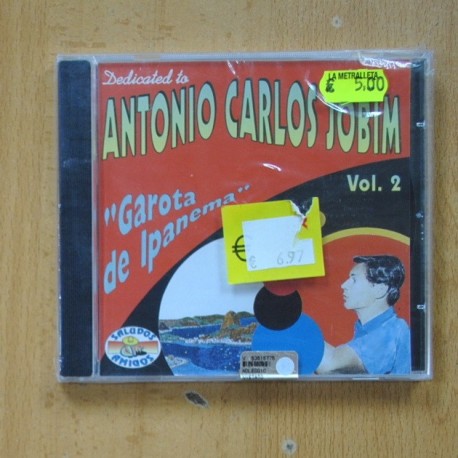 Dedicated to
ANTONIO CARLOS JOBIM
LA METRALLETA
€ 5,00
Vol. 2
"Garota
de Ipanema"
€
€ 6.97
SALUDOS
AMIGOS